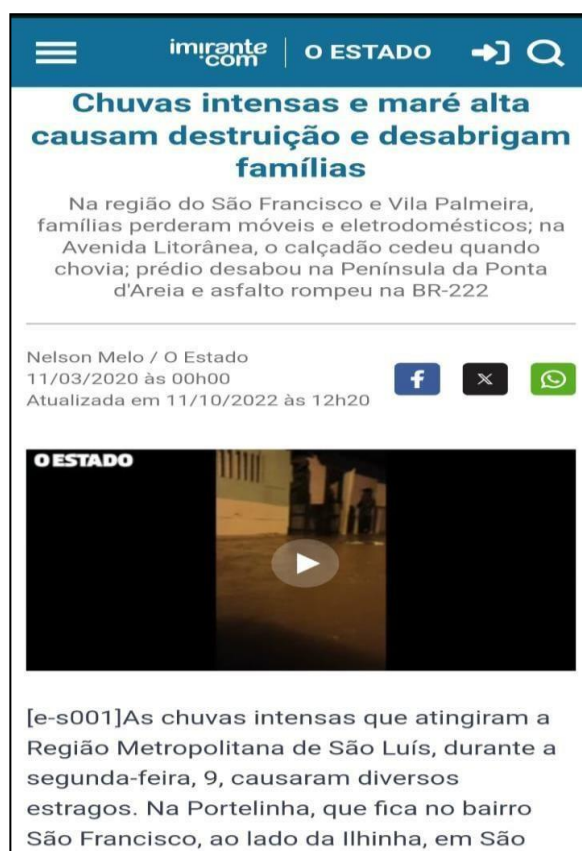 imirante
.com
O ESTADO
Chuvas intensas e maré alta
causam destruição e desabrigam
famílias
Na região do São Francisco e Vila Palmeira,
famílias perderam móveis e eletrodomésticos; na
Avenida Litorânea, o calçadão cedeu quando
chovia; prédio desabou na Península da Ponta
d'Areia e asfalto rompeu na BR-222
Nelson Melo / O Estado
11/03/2020 às 00h00
Atualizada em 11/10/2022 às 12h20
O ESTADO
[e-s001]As chuvas intensas que atingiram a
Região Metropolitana de São Luís, durante a
segunda-feira, 9, causaram diversos
estragos. Na Portelinha, que fica no bairro
São Francisco, ao lado da Ilhinha, em São